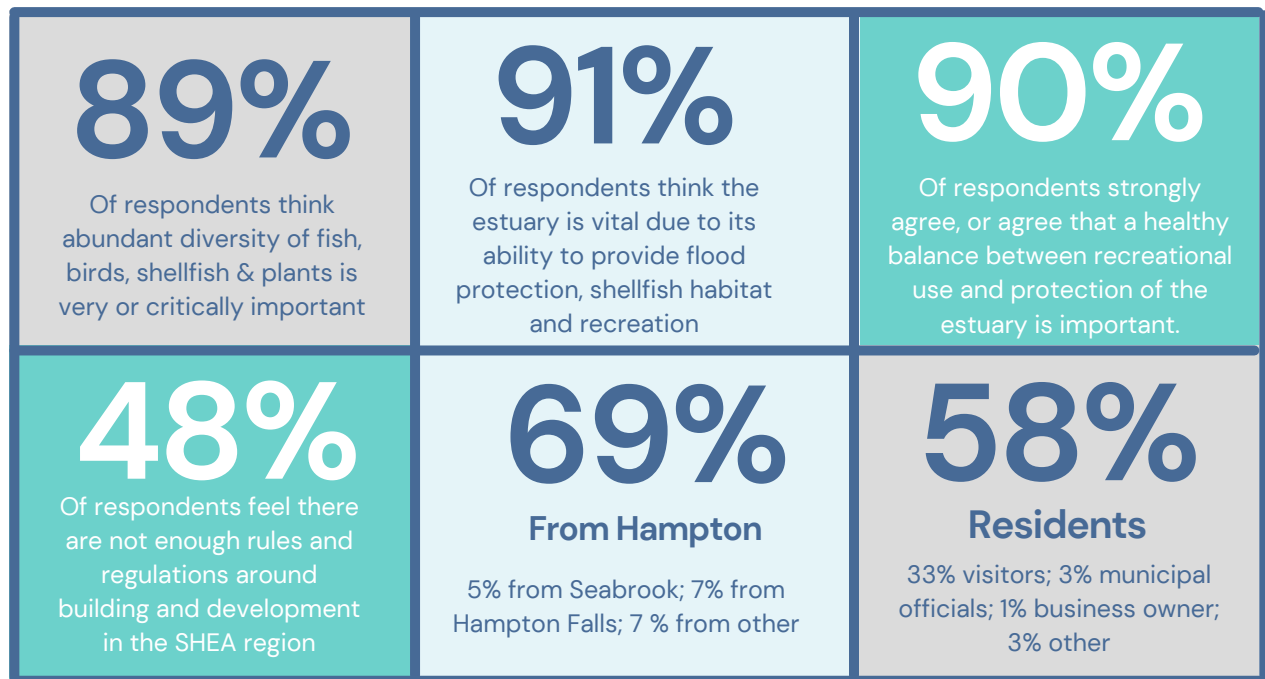 89%
Of respondents think
abundant diversity of fish,
birds, shellfish & plants is
very or critically important
91%
Of respondents think the
estuary is vital due to its
ability to provide flood
protection, shellfish habitat
and recreation
90%
Of respondents strongly
agree, or agree that a healthy
balance between recreational
use and protection of the
estuary is important.
48%
Of respondents feel there
are not enough rules and
regulations around
building and development
in the SHEA region
69%
From Hampton
5% from Seabrook; 7% from
Hampton Falls; 7 % from other
58%
Residents
33% visitors; 3% municipal
officials; 1% business owner;
3% other